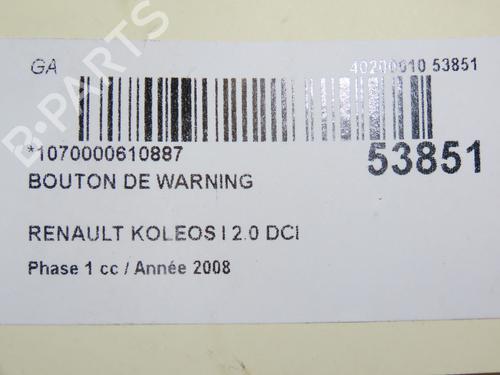 GA
40200010 53851
*1070000610887
53851
BOUTON DE WARNING
RENAULT KOLEOS I 2.0 DCI
Phase 1 cc / Année 2008
B-PARTS